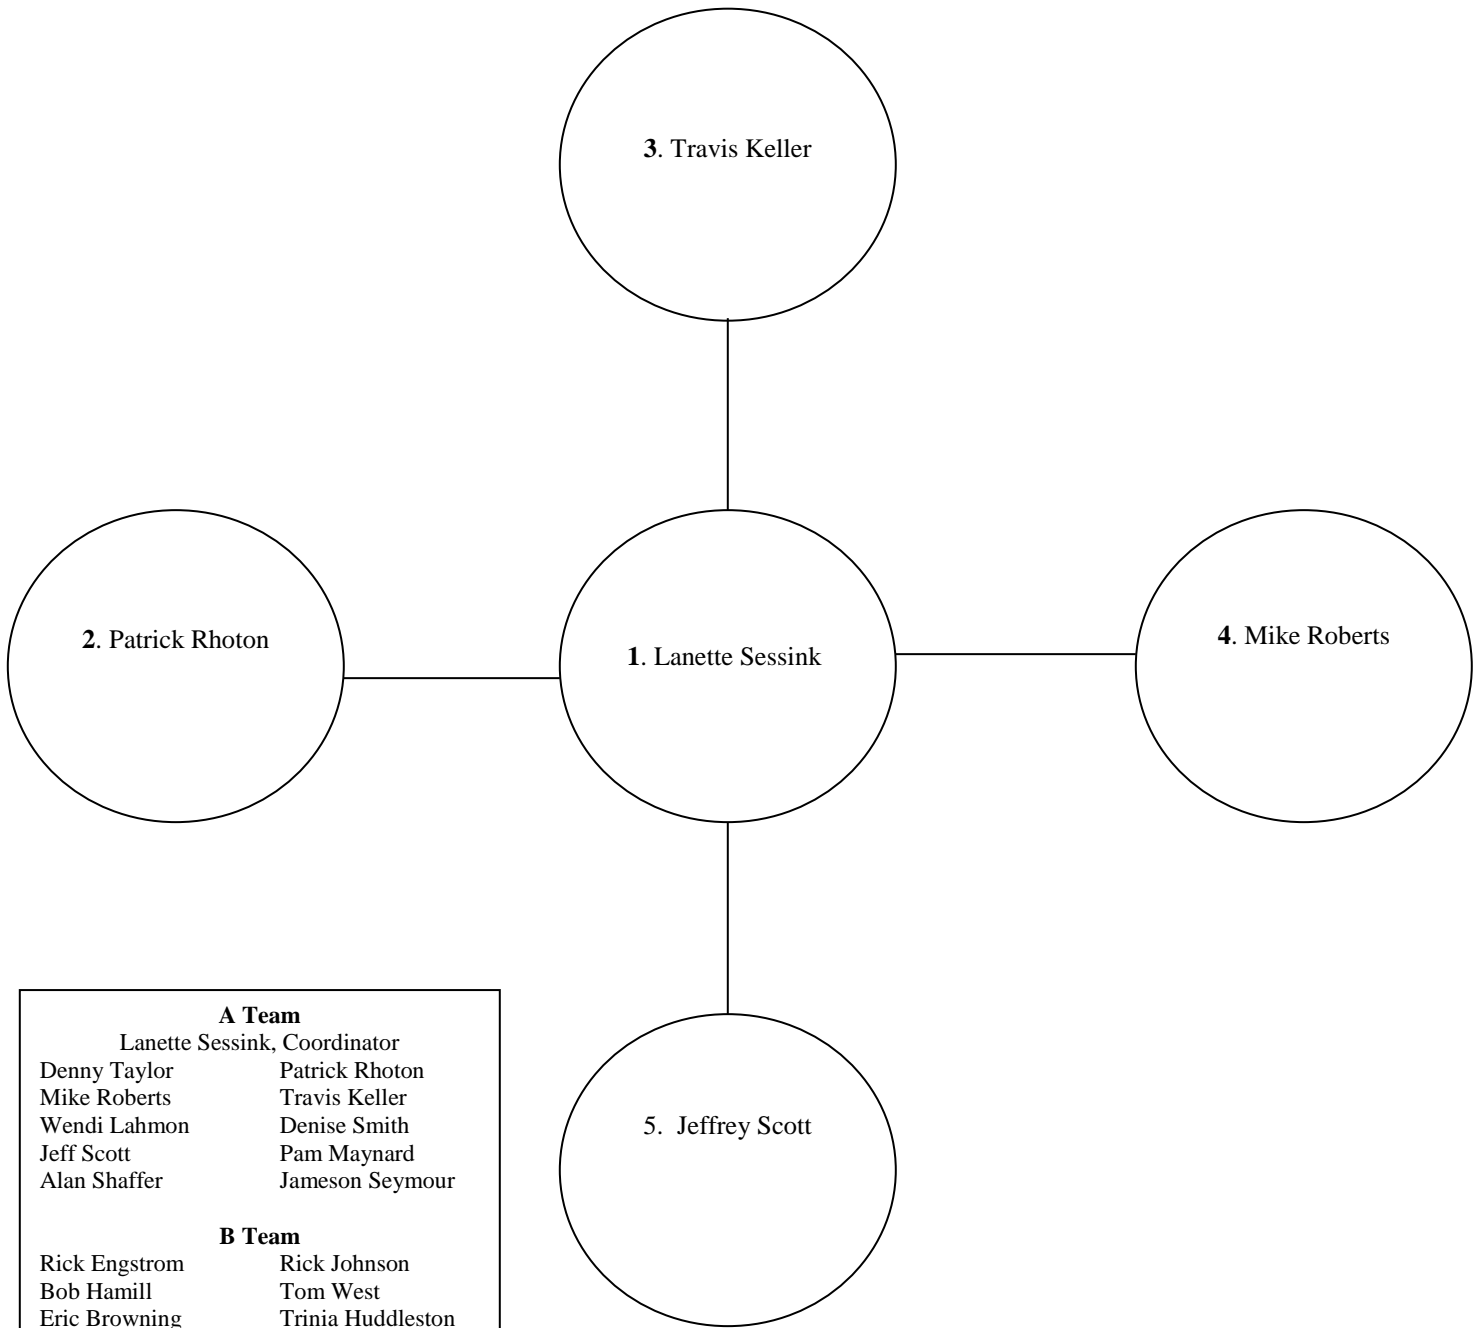 3. Travis Keller
2. Patrick Rhoton
1. Lanette Sessink
4. Mike Roberts
5. Jeffrey Scott
A Team
Lanette Sessink, Coordinator
Denny Taylor Patrick Rhoton
Mike Roberts Travis Keller
Wendi Lahmon Denise Smith
Jeff Scott Pam Maynard
Alan Shaffer Jameson Seymour
B Team
Rick Engstrom Rick Johnson
Bob Hamill Tom West
Eric Browning Trinia Huddleston